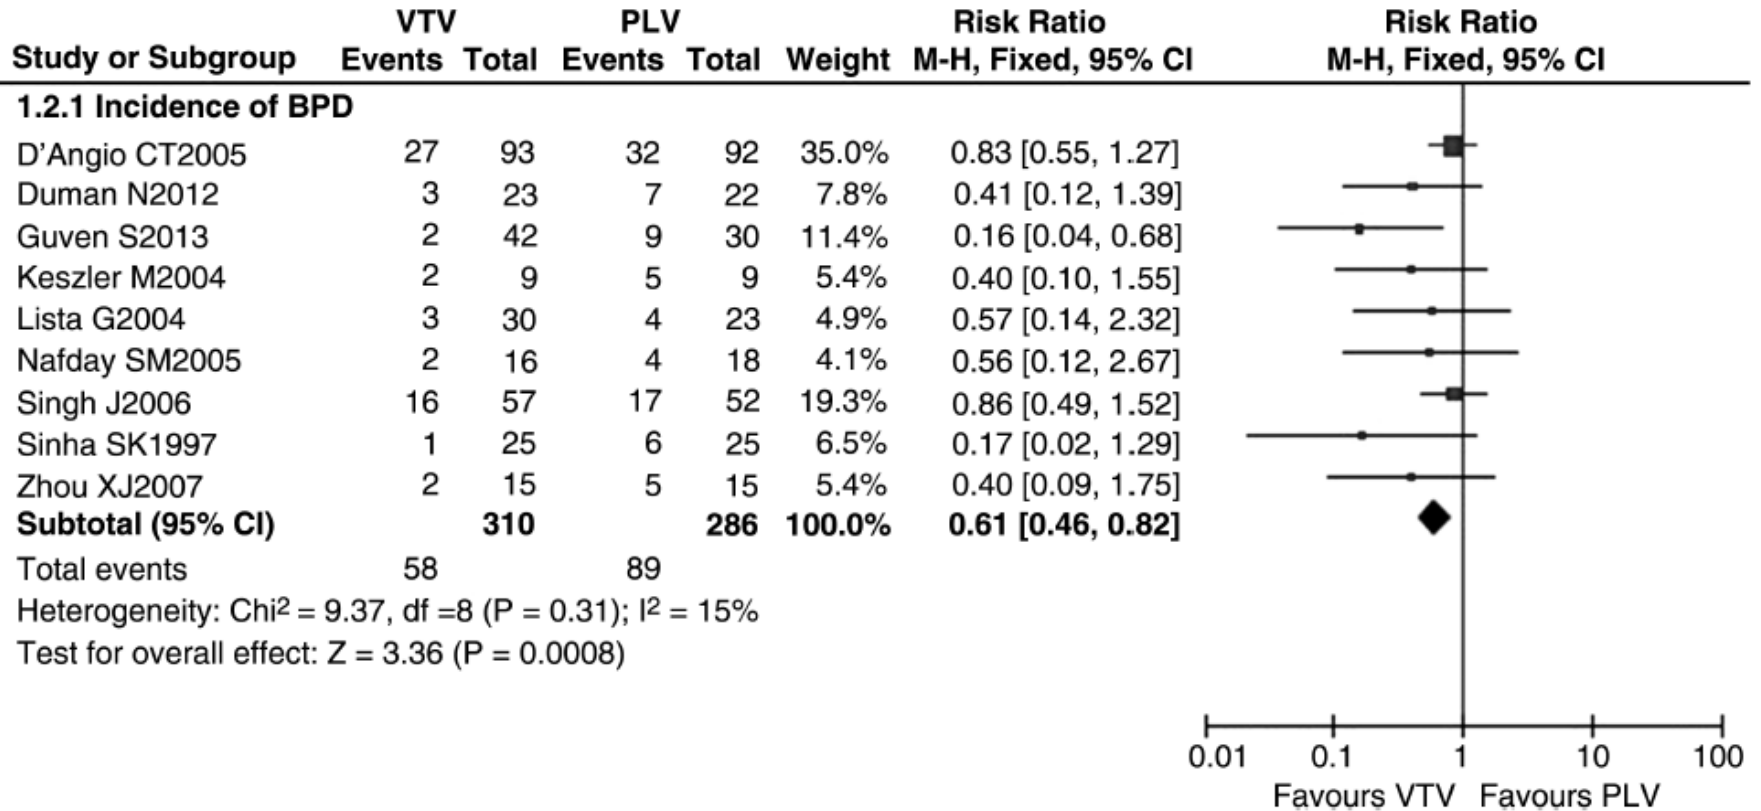 VTV PLV Risk Ratio Risk Ratio
Study or Subgroup Events Total Events Total Weight M-H, Fixed, 95% CI M-H, Fixed, 95% CI
1.2.1 Incidence of BPD
D'Angio CT2005 27 93 32 92 35.0% 0.83 [0.55, 1.27]
Duman N2012 3 23 7 22 7.8% 0.41 [0.12, 1.39]
Guven S2013 2 42 9 30 11.4% 0.16 [0.04, 0.68]
Keszler M2004 2 9 5 9 5.4% 0.40 [0.10, 1.55]
Lista G2004 3 30 4 23 4.9% 0.57 [0.14, 2.32]
Nafday SM2005 2 16 4 18 4.1% 0.56 [0.12, 2.67]
Singh J2006 16 57 17 52 19.3% 0.86 [0.49, 1.52]
Sinha SK1997 1 25 6 25 6.5% 0.17 [0.02, 1.29]
Zhou XJ2007 2 15 5 15 5.4% 0.40 [0.09, 1.75]
Subtotal (95% CI) 310 286 100.0% 0.61 [0.46, 0.82]
Total events 58 89
Heterogeneity: Chi² = 9.37, df =8 (P = 0.31); I² = 15%
Test for overall effect: Z = 3.36 (P = 0.0008)
0.01 0.1 1 10 100
Favours VTV Favours PLV